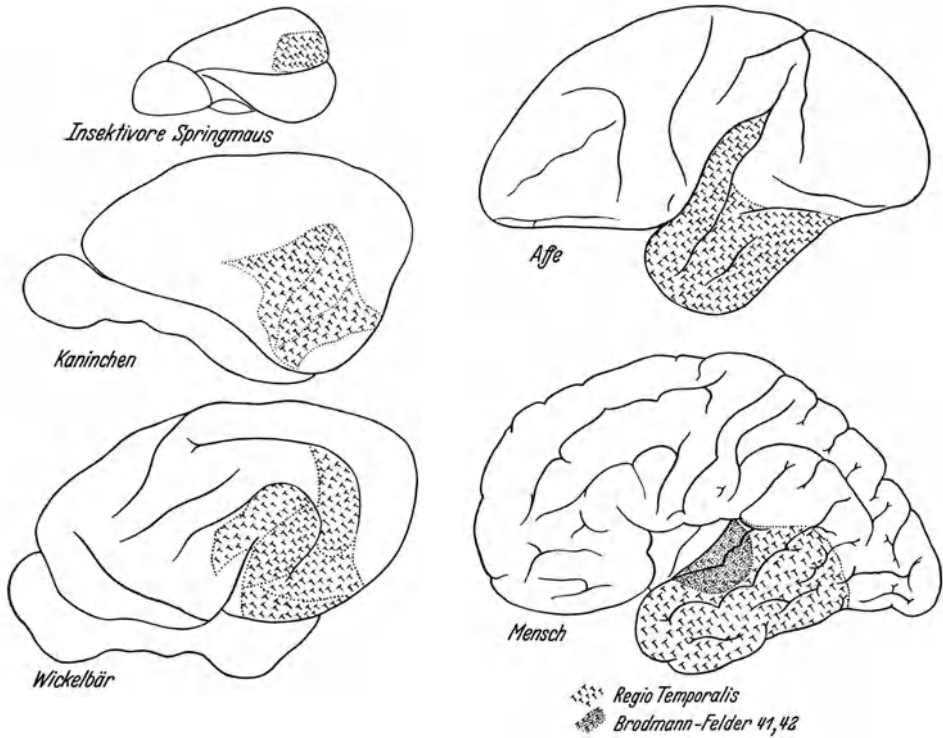 Insektivore Springmaus
Kaninchen
Wickelbär
Affe
Mensch
Regio Temporalis
Brodmann-Felder 41,42